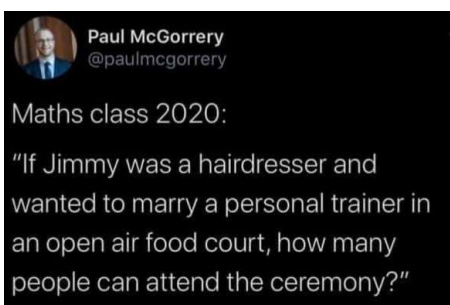 Paul McGorrery
@paulmcgorrery
Maths class 2020:
"If Jimmy was a hairdresser and
wanted to marry a personal trainer in
an open air food court, how many
people can attend the ceremony?"